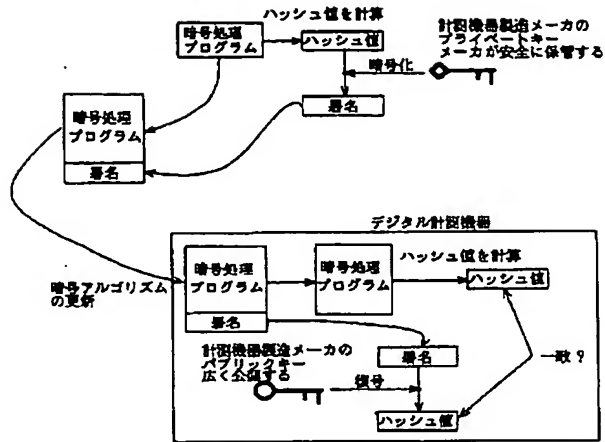 ハッシュ値を計算
暗号処理
プログラム
ハッシュ値
計測機器製造メーカの
プライベートキー
メーカが安全に保管する
暗号化
署名
暗号処理
プログラム
署名
デジタル計測機器
暗号アルゴリズム
の更新
暗号処理
プログラム
署名
暗号処理
プログラム
ハッシュ値を計算
ハッシュ値
計測機器製造メーカの
パブリックキー
広く公開する
署名
復号
一致?
ハッシュ値